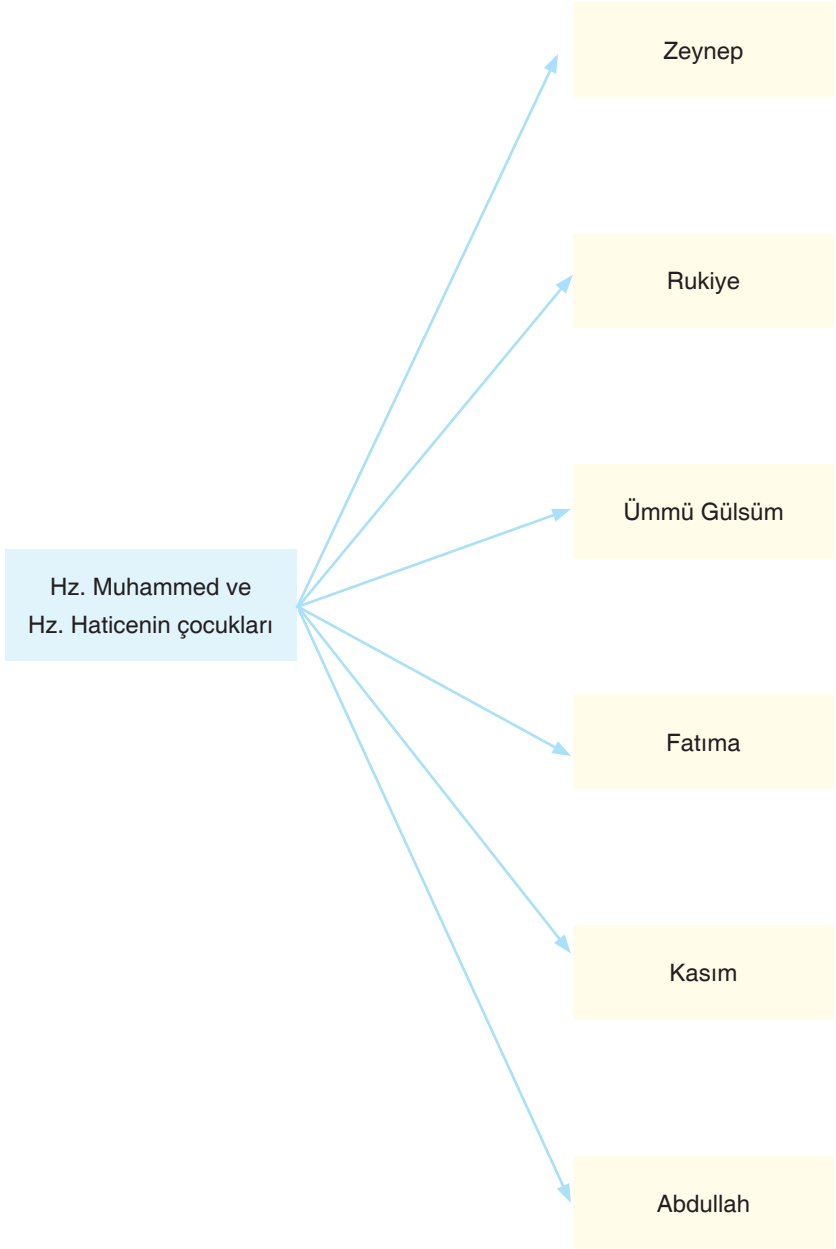 Zeynep
Rukiye
Ümmü Gülsüm
Hz. Muhammed ve
Hz. Haticenin çocukları
Fatıma
Kasım
Abdullah